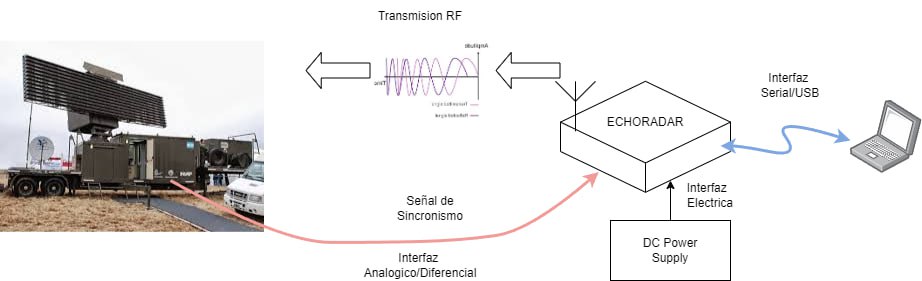 Transmision RF
Interfaz
Serial/USB
ECHORADAR
Interfaz
Electrica
Señal de
Sincronismo
DC Power
Supply
Interfaz
Analogico/Diferencial